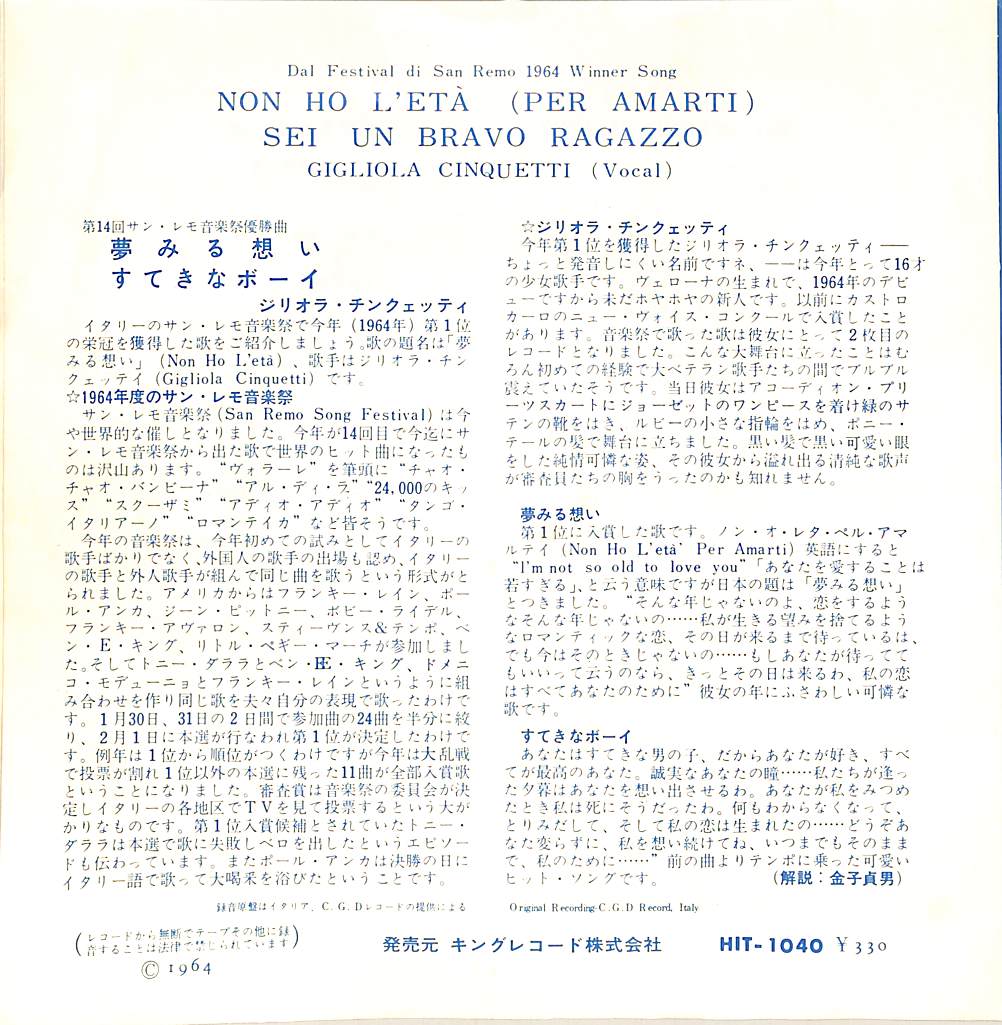 Dal Festival di San Remo 1964 Winner Song
NON HO L'ETÀ (PER AMARTI)
SEI UN BRAVO RAGAZZO
GIGLIOLA CINQUETTI (Vocal)
第14回サン・レモ音楽祭優勝曲
夢みる想い
すてきなボーイ
ジリオラ・チンクェッティ
イタリーのサン・レモ音楽祭で今年(1964年)第1位
の栄冠を獲得した歌をご紹介しましょう。歌の題名は「夢
みる想い」(Non Ho L'età)、歌手はジリオラ・チン
クェッテイ(Gigliola Cinquetti)です。
☆1964年度のサン・レモ音楽祭
サン・レモ音楽祭(San Remo Song Festival)は今
や世界的な催しとなりました。今年が14回目で今迄にサ
ン・レモ音楽祭から出た歌で世界のヒット曲になったも
のは沢山あります。“ヴォラーレ”を筆頭に“チャオ・
チャオ・バンビーナ”“アル・ディ・ラ”“24,000のキッ
ス”“スクーザミ”“アディオ・アディオ”“タンゴ・
イタリアーノ”“ロマンテイカ”など皆そうです。
今年の音楽祭は、今年初めての試みとしてイタリーの
歌手ばかりでなく、外国人の歌手の出場も認め、イタリー
の歌手と外人歌手が組んで同じ曲を歌うという形式がと
られました。アメリカからはフランキー・レイン、ポー
ル・アンカ、ジーン・ピットニー、ボビー・ライデル、
フランキー・アヴァロン、スティーヴンス&テンポ、ベ
ン・E・キング、リトル・ペギー・マーチが参加しまし
た。そしてトニー・ダララとベン・E・キング、ドメニ
コ・モデューニョとフランキー・レインというように組
み合わせを作り同じ歌を夫々自分の表現で歌ったわけで
す。1月30日、31日の2日間で参加曲の24曲を半分に絞
り、2月1日に本選が行なわれ第1位が決定したわけで
す。例年は1位から順位がつくわけですが今年は大乱戦
で投票が割れ1位以外の本選に残った11曲が全部入賞歌
ということになりました。審査賞は音楽祭の委員会が決
定しイタリーの各地区でTVを見て投票するという大が
かりなものです。第1位入賞候補とされていたトニー・
ダララは本選で歌に失敗しベロを出したというエピソー
ドも伝わっています。またポール・アンカは決勝の日に
イタリー語で歌って大喝釆を浴びたということです。
録音原盤はイタリア、C.G.Dレコードの提供による
☆ジリオラ・チンクェッティ
今年第1位を獲得したジリオラ・チンクェッティ──
ちょっと発音しにくい名前ですネ、──は今年とって16才
の少女歌手です。ヴェローナの生まれで、1964年のデビ
ューですから未だホヤホヤの新人です。以前にカストロ
カーロのニュー・ヴォイス・コンクールで入賞したこと
があります。音楽祭で歌った歌は彼女にとって2枚目の
レコードとなりました。こんな大舞台に立ったことはむ
ろん初めての経験で大ベテラン歌手たちの間でブルブル
震えていたそうです。当日彼女はアコーディオン・プリ
ーツスカートにジョーゼットのワンピースを着け緑のサ
テンの靴をはき、ルビーの小さな指輪をはめ、ポニー・
テールの髪で舞台に立ちました。黒い髪で黒い可愛い眼
をした純情可憐な姿、その彼女から溢れ出る清純な歌声
が審査員たちの胸をうったのかも知れません。
夢みる想い
第1位に入賞した歌です。ノン・オ・レタ・ペル・アマ
ルテイ(Non Ho L'età' Per Amarti)英語にすると
“I'm not so old to love you”「あなたを愛することは
若すぎる」、と云う意味ですが日本の題は「夢みる想い」
とつきました。“そんな年じゃないのよ、恋をするよう
なそんな年じゃないの……私が生きる望みを捨てるよう
なロマンティックな恋、その日が来るまで待っているは、
でも今はそのときじゃないの……もしあなたが待ってて
もいいって云うのなら、きっとその日は来るわ、私の恋
はすべてあなたのために”彼女の年にふさわしい可憐な
歌です。
すてきなボーイ
あなたはすてきな男の子、だからあなたが好き、すべ
てが最高のあなた。誠実なあなたの瞳……私たちが逢っ
た夕暮はあなたを想い出させるわ。あなたが私をみつめ
たとき私は死にそうだったわ。何もわからなくなって、
とりみだして、そして私の恋は生まれたの……どうぞあ
なた変らずに、私を想い続けてね、いつまでもそのまま
で、私のために……”前の曲よりテンポに乗った可愛い
ヒット・ソングです。 (解説:金子貞男)
Original Recording-C.G.D Record, Italy
(レコードから無断でテープその他に録
音することは法律で禁じられています)
© 1964
発売元 キングレコード株式会社 HIT-1040 ¥330